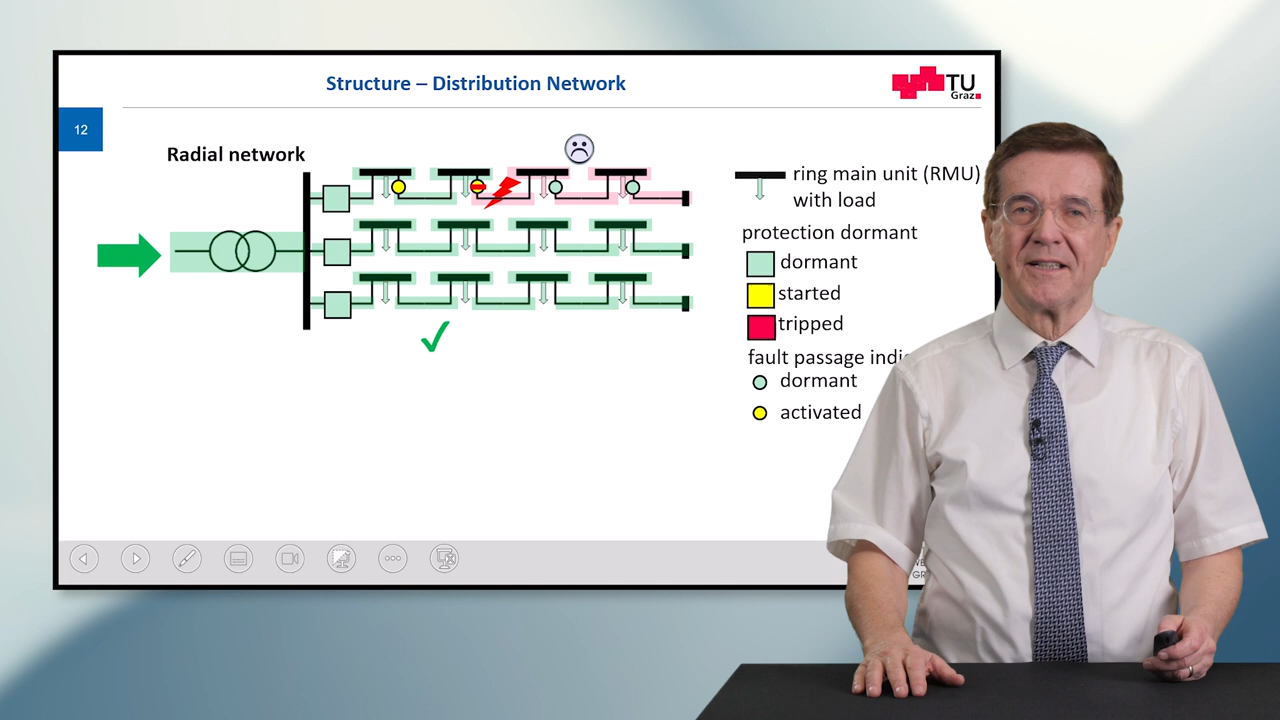 Structure – Distribution Network
TU
Graz
12
Radial network
ring main unit (RMU)
with load
protection dormant
dormant
started
tripped
fault passage
dormant
activated